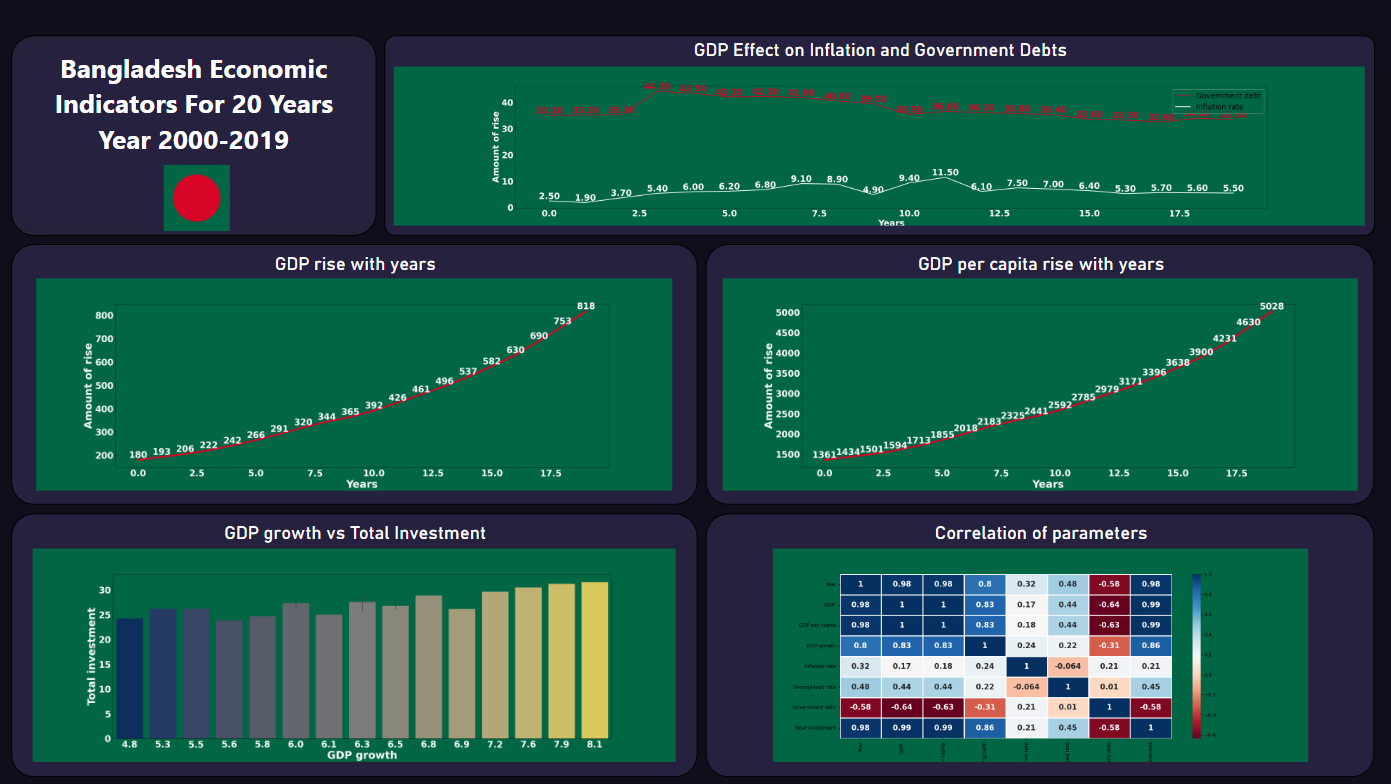 Bangladesh Economic
Indicators For 20 Years
Year 2000-2019
GDP Effect on Inflation and Government Debts
Amount of rise
40
30
20
10
0
Government debt
Inflation rate
2.50 1.90 3.70 5.40 6.00 6.20 6.80 9.10 8.90 4.90 9.40 11.50 6.10 7.50 7.00 6.40 5.30 5.70 5.60 5.50
0.0 2.5 5.0 7.5 10.0 12.5 15.0 17.5
Years
GDP rise with years
Amount of rise
800
700
600
500
400
300
200
180 193 206 222 242 266 291 320 344 365 392 426 461 496 537 582 630 690 753 818
0.0 2.5 5.0 7.5 10.0 12.5 15.0 17.5
Years
GDP per capita rise with years
Amount of rise
5000
4500
4000
3500
3000
2500
2000
1500
1361 1434 1501 1594 1713 1855 2018 2183 2325 2441 2592 2785 2979 3171 3396 3638 3900 4231 4630 5028
0.0 2.5 5.0 7.5 10.0 12.5 15.0 17.5
Years
GDP growth vs Total Investment
Total investment
30
25
20
15
10
5
0
4.8 5.3 5.5 5.6 5.8 6.0 6.1 6.3 6.5 6.8 6.9 7.2 7.6 7.9 8.1
GDP growth
Correlation of parameters
Year 1 0.98 0.98 0.8 0.32 0.48 -0.58 0.98
GDP 0.98 1 1 0.83 0.17 0.44 -0.64 0.99
GDP per capita 0.98 1 1 0.83 0.18 0.44 -0.63 0.99
GDP growth 0.8 0.83 0.83 1 0.24 0.22 -0.31 0.86
Inflation rate 0.32 0.17 0.18 0.24 1 -0.064 0.21 0.21
Unemployed rate 0.48 0.44 0.44 0.22 -0.064 1 0.01 0.45
Government debt -0.58 -0.64 -0.63 -0.31 0.21 0.01 1 -0.58
Total investment 0.98 0.99 0.99 0.86 0.21 0.45 -0.58 1